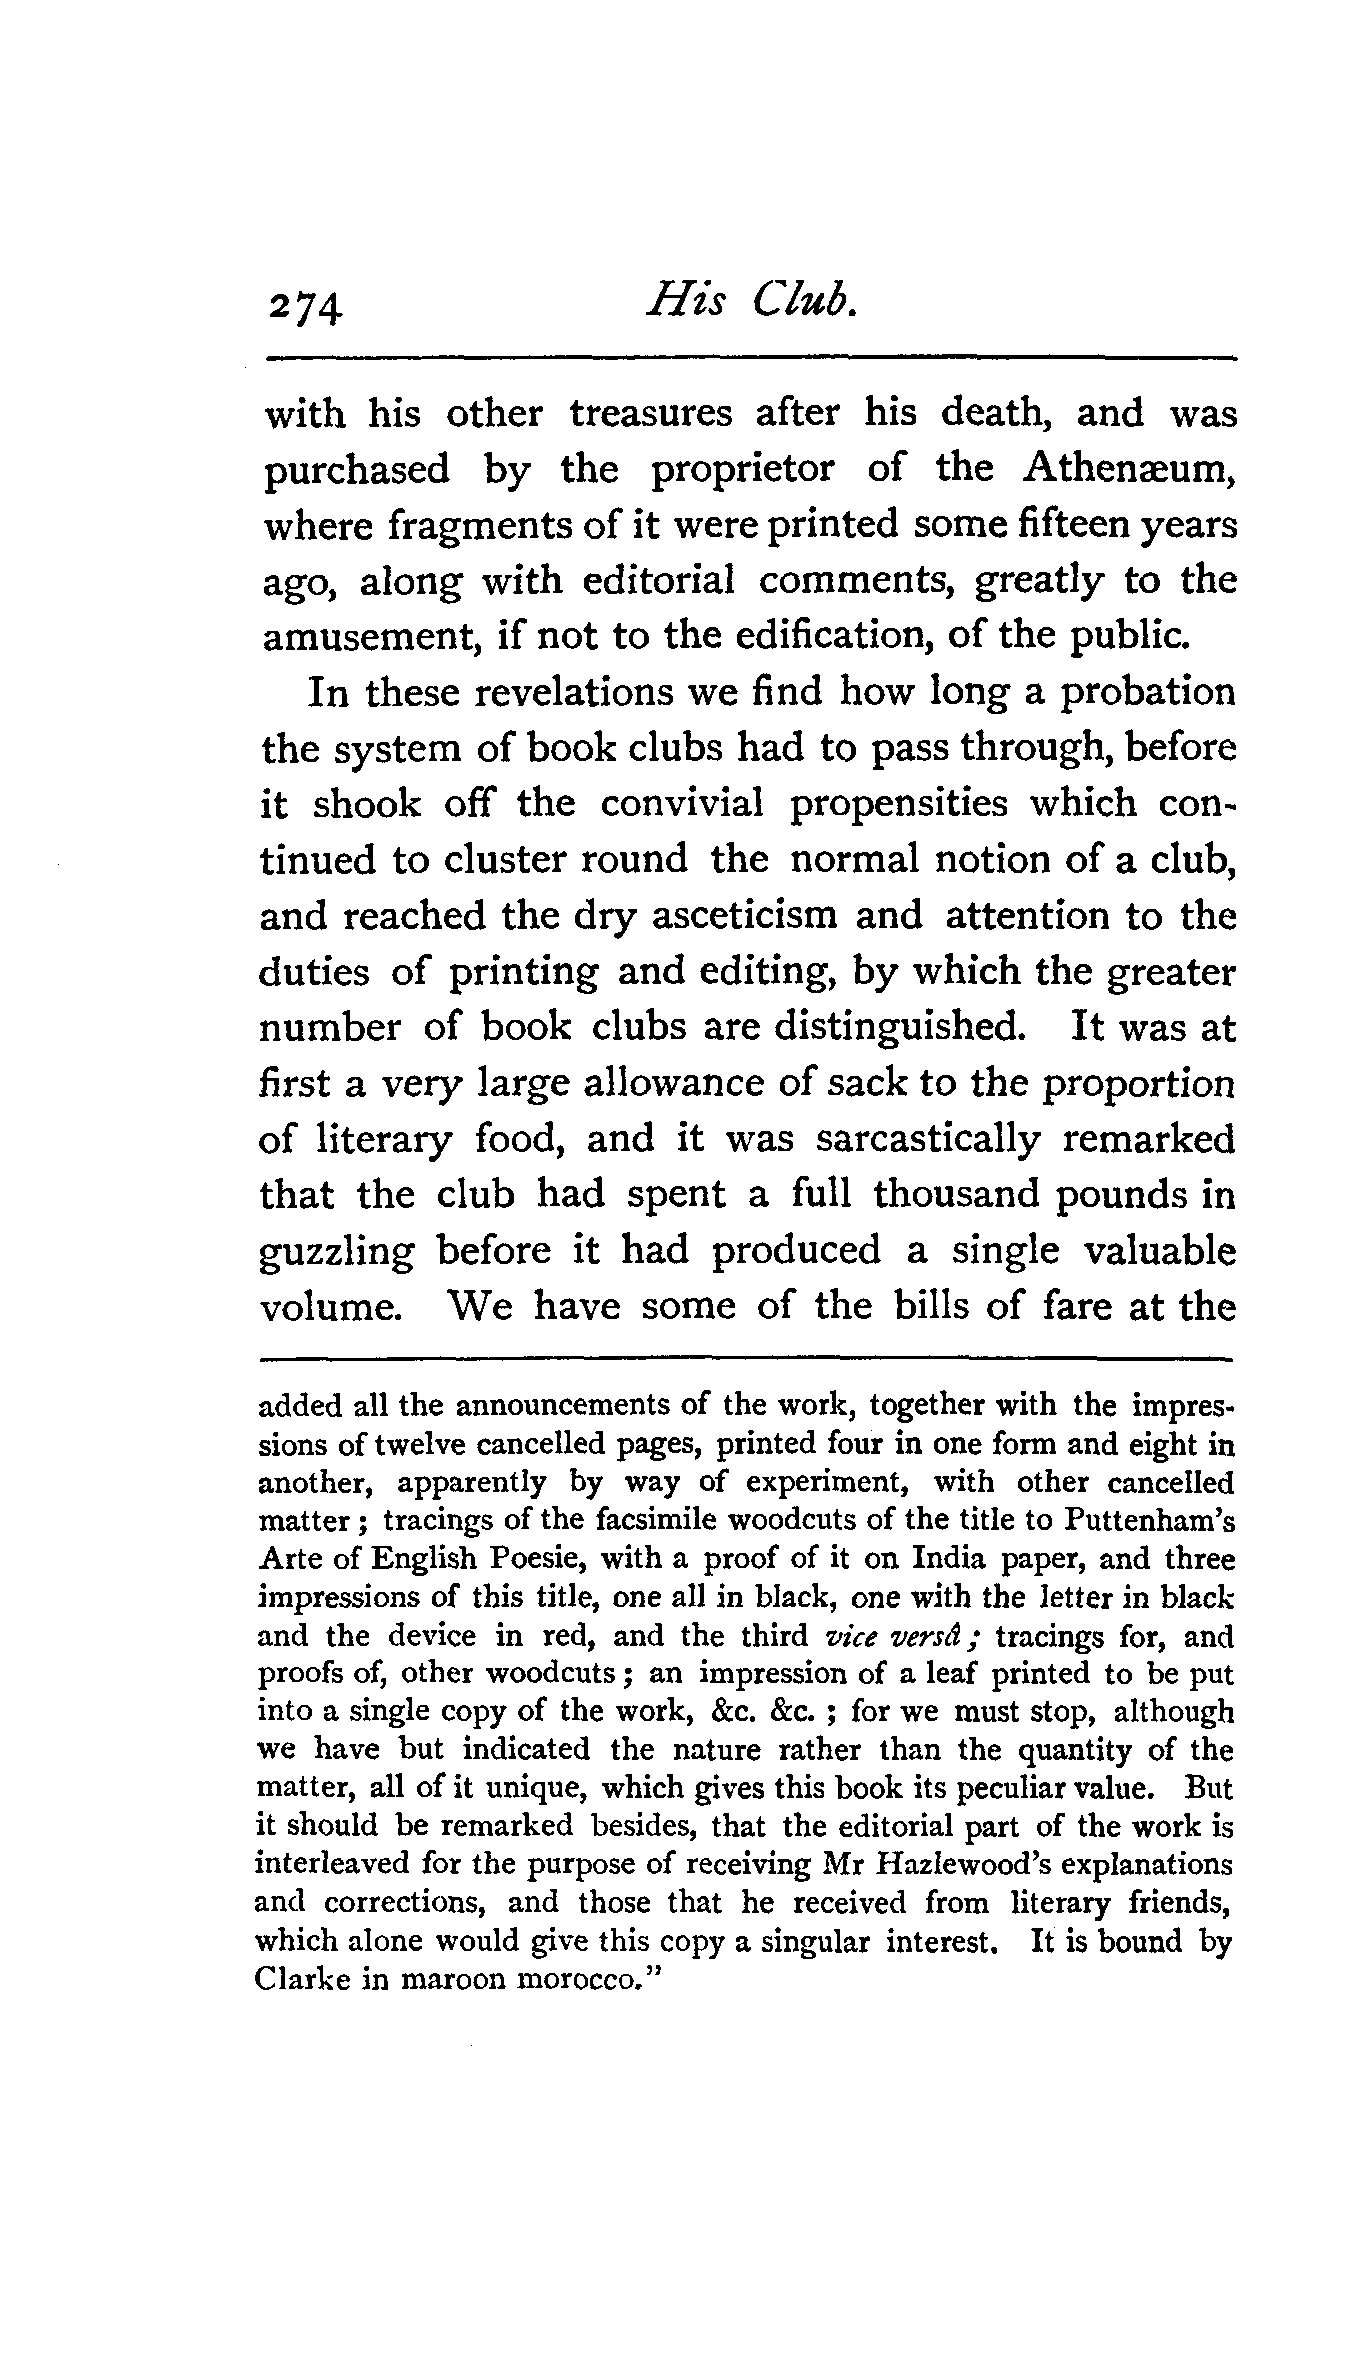 274 His Club.
with his other treasures after his death, and was
purchased by the proprietor of the Athenæum,
where fragments of it were printed some fifteen years
ago, along with editorial comments, greatly to the
amusement, if not to the edification, of the public.
In these revelations we find how long a probation
the system of book clubs had to pass through, before
it shook off the convivial propensities which con-
tinued to cluster round the normal notion of a club,
and reached the dry asceticism and attention to the
duties of printing and editing, by which the greater
number of book clubs are distinguished. It was at
first a very large allowance of sack to the proportion
of literary food, and it was sarcastically remarked
that the club had spent a full thousand pounds in
guzzling before it had produced a single valuable
volume. We have some of the bills of fare at the
added all the announcements of the work, together with the impres-
sions of twelve cancelled pages, printed four in one form and eight in
another, apparently by way of experiment, with other cancelled
matter ; tracings of the facsimile woodcuts of the title to Puttenham's
Arte of English Poesie, with a proof of it on India paper, and three
impressions of this title, one all in black, one with the letter in black
and the device in red, and the third vice versâ ; tracings for, and
proofs of, other woodcuts ; an impression of a leaf printed to be put
into a single copy of the work, &c. &c. ; for we must stop, although
we have but indicated the nature rather than the quantity of the
matter, all of it unique, which gives this book its peculiar value. But
it should be remarked besides, that the editorial part of the work is
interleaved for the purpose of receiving Mr Hazlewood's explanations
and corrections, and those that he received from literary friends,
which alone would give this copy a singular interest. It is bound by
Clarke in maroon morocco."